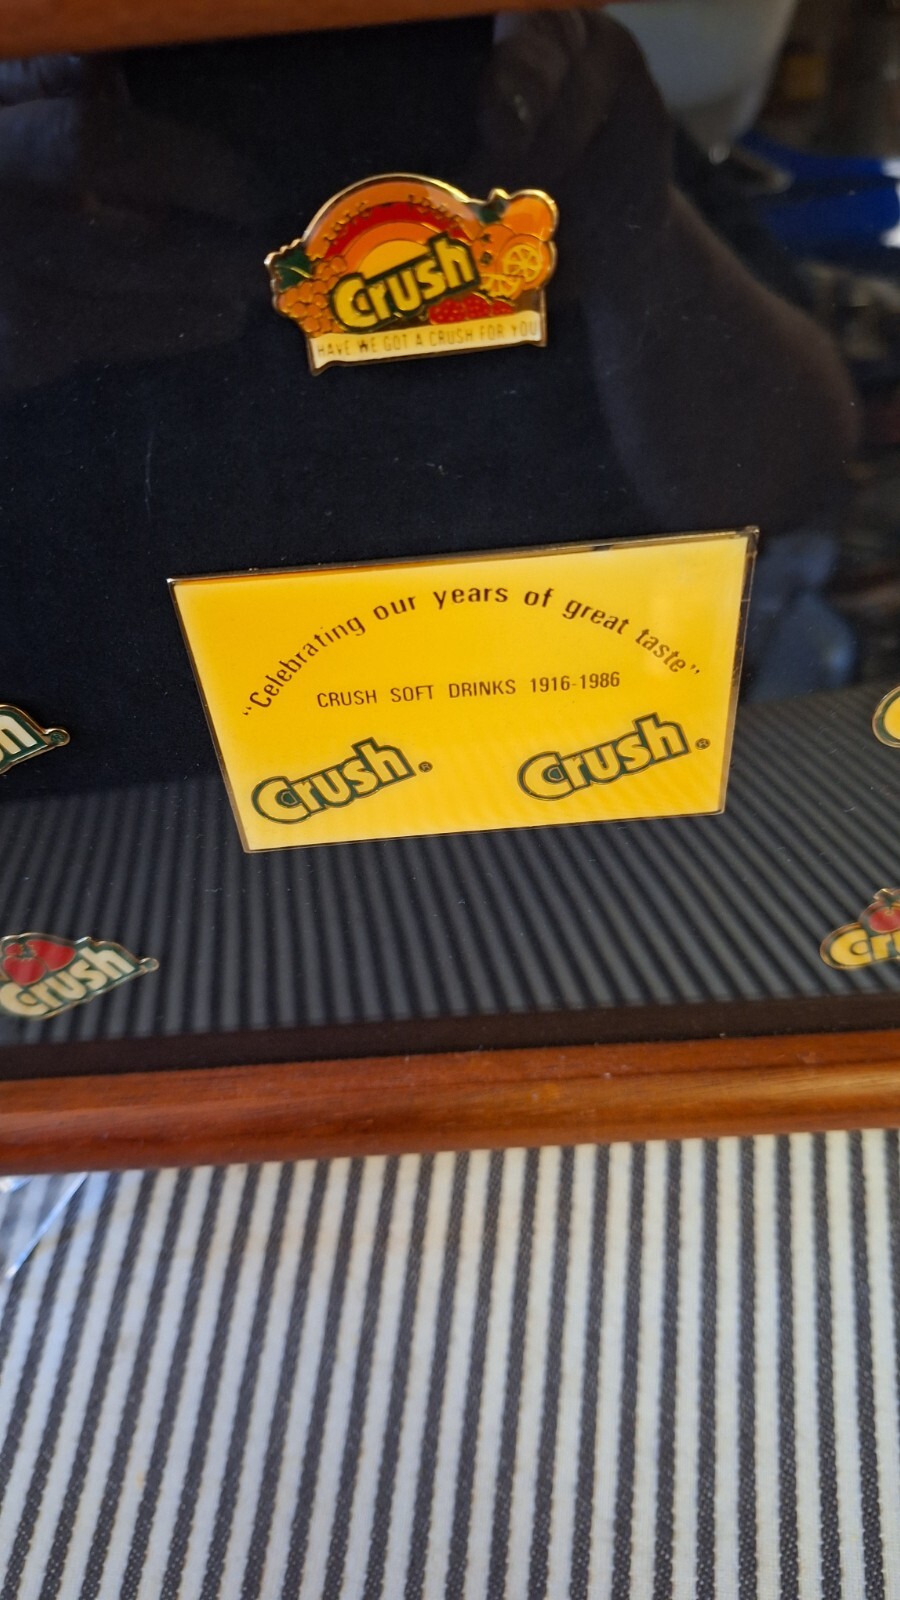 Crush
HAVE WE GOT A CRUSH FOR YOU
"Celebrating our years of great taste"
CRUSH SOFT DRINKS 1916-1986
Crush® Crush®
Crush